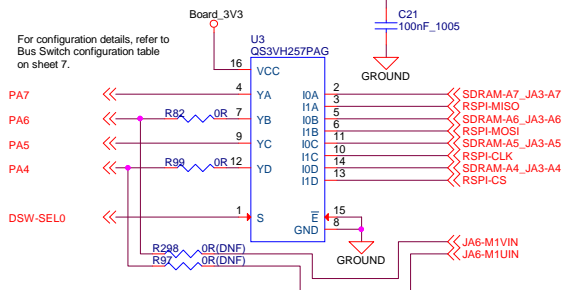 Board_3V3
C21
100nF_1005
For configuration details, refer to
Bus Switch configuration table
on sheet 7.
U3
QS3VH257PAG
GROUND
16 VCC
PA7 4 YA I0A 2 SDRAM-A7_JA3-A7
I1A 3 RSPI-MISO
PA6 R82 0R 7 YB I0B 5 SDRAM-A6_JA3-A6
I1B 6 RSPI-MOSI
PA5 9 YC I0C 11 SDRAM-A5_JA3-A5
I1C 10 RSPI-CLK
PA4 R99 0R 12 YD I0D 14 SDRAM-A4_JA3-A4
I1D 13 RSPI-CS
DSW-SEL0 1 S E 15
GND 8
R298 0R(DNF) JA6-M1VIN
R97 0R(DNF) GROUND JA6-M1UIN